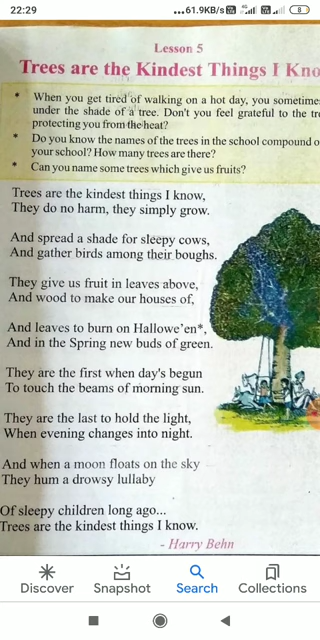 22:29
...61.9KB/s
8
Lesson 5
Trees are the Kindest Things I Kno
* When you get tired of walking on a hot day, you sometime
under the shade of a tree. Don't you feel grateful to the tre
protecting you from the heat?
* Do you know the names of the trees in the school compound o
your school? How many trees are there?
* Can you name some trees which give us fruits?
Trees are the kindest things I know,
They do no harm, they simply grow.
And spread a shade for sleepy cows,
And gather birds among their boughs.
They give us fruit in leaves above,
And wood to make our houses of,
And leaves to burn on Hallowe'en*,
And in the Spring new buds of green.
They are the first when day's begun
To touch the beams of morning sun.
They are the last to hold the light,
When evening changes into night.
And when a moon floats on the sky
They hum a drowsy lullaby
Of sleepy children long ago...
Trees are the kindest things I know.
- Harry Behn
Discover
Snapshot
Search
Collections